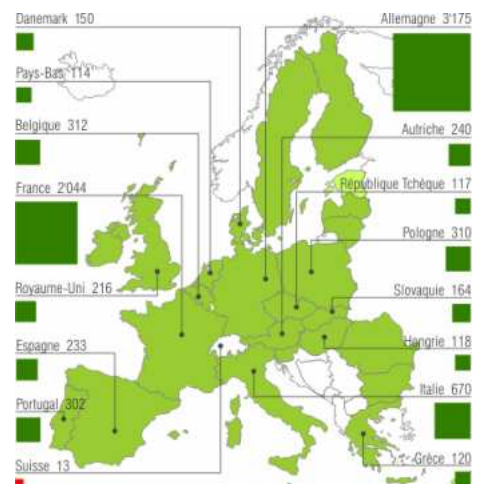 Danemark 150
Pays-Bas 114
Belgique 312
France 2'044
Royaume-Uni 216
Espagne 233
Portugal 302
Suisse 13
Allemagne 3'175
Autriche 240
République Tchèque 117
Pologne 310
Slovaquie 164
Hongrie 118
Italie 670
Grèce 120